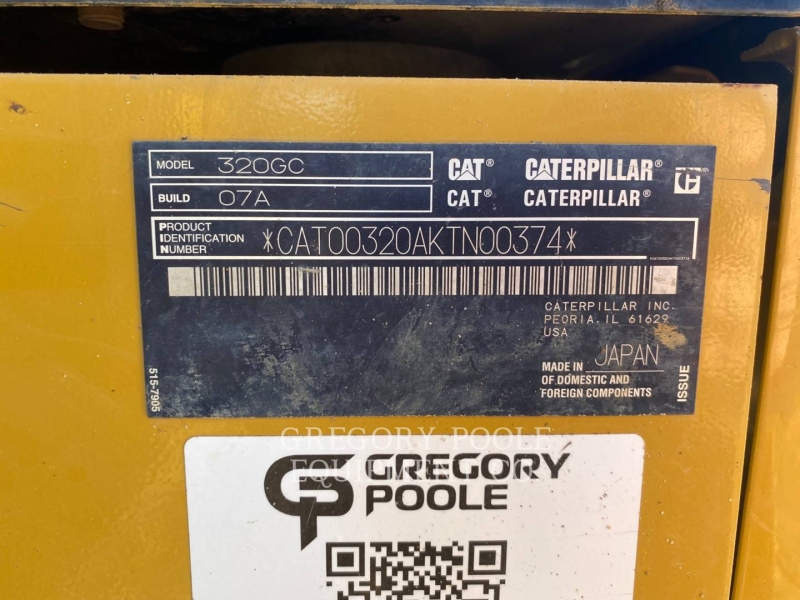 MODEL 320GC CAT® CATERPILLAR®
BUILD 07A CAT® CATERPILLAR®
PRODUCT IDENTIFICATION NUMBER *CAT00320AKTN00374*
CATERPILLAR INC.
PEORIA, IL 61629
USA
MADE IN JAPAN
OF DOMESTIC AND
FOREIGN COMPONENTS
515-7905
ISSUE
GREGORY POOLE
EQUIPMENT
GP GREGORY
POOLE